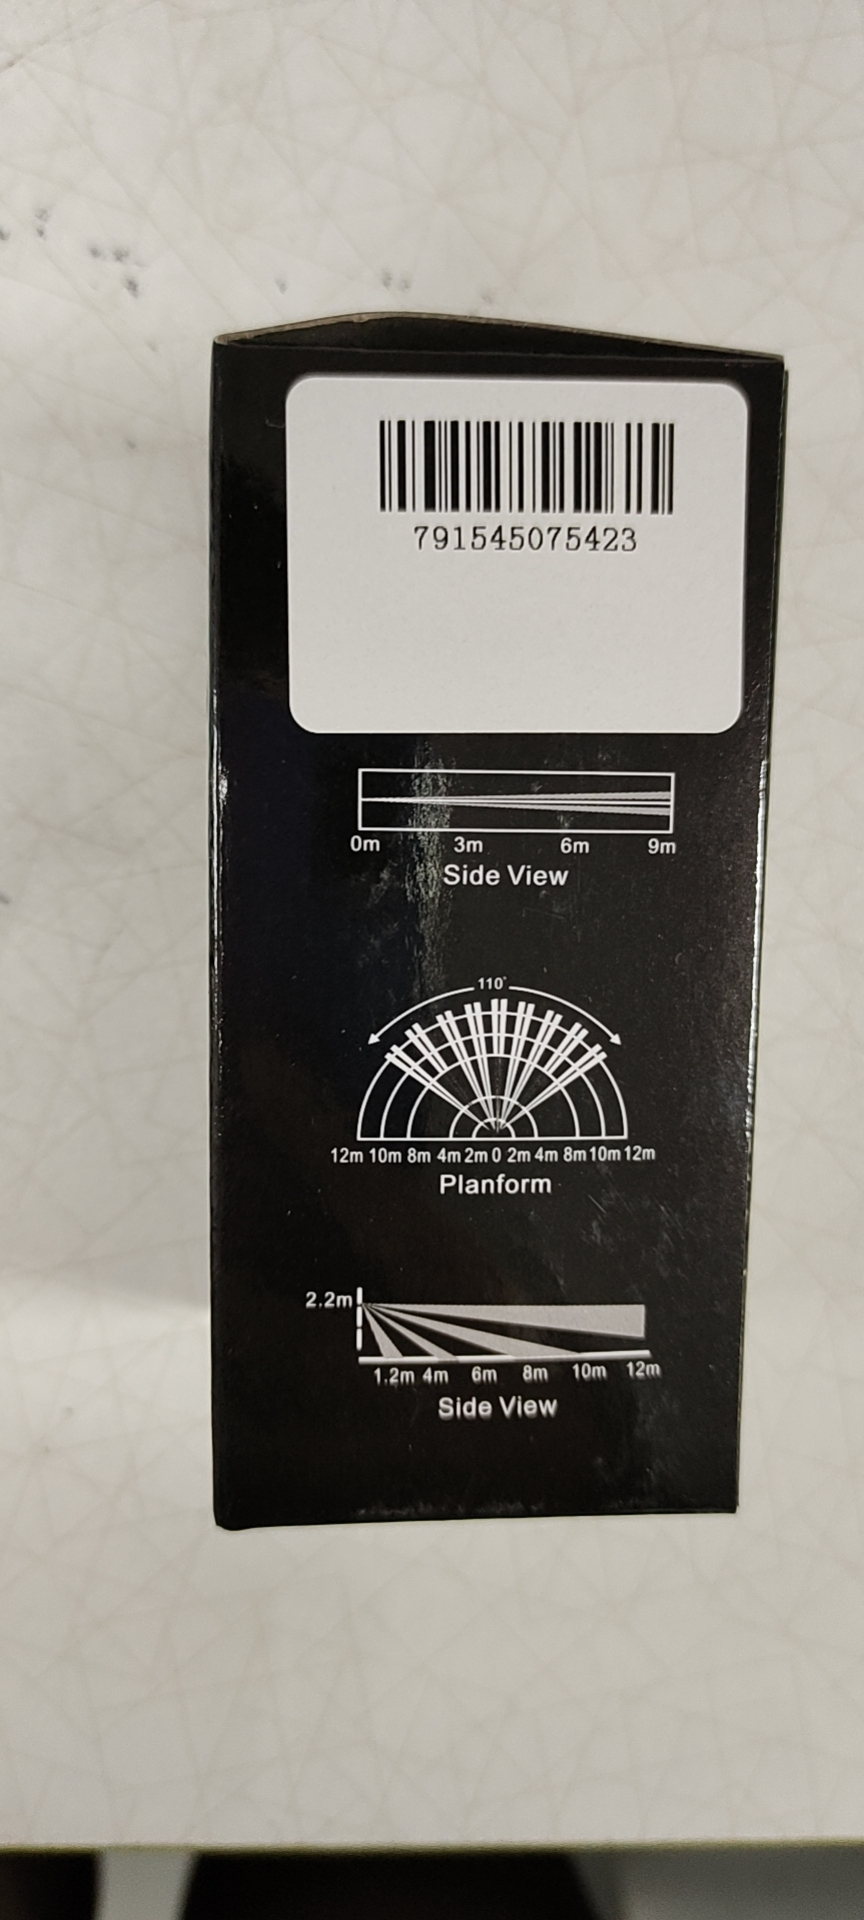 791545075423
0m 3m 6m 9m
Side View
110°
12m 10m 8m 4m 2m 0 2m 4m 8m 10m 12m
Planform
2.2m
1.2m 4m 6m 8m 10m 12m
Side View